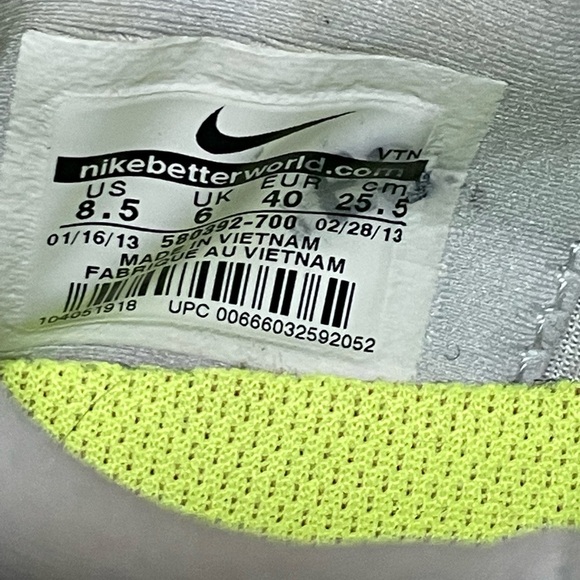 VTN
nikebetterworld.com
US UK EUR cm
8.5 6 40 25.5
01/16/13 580392-700 02/28/13
MADE IN VIETNAM
FABRIQUE AU VIETNAM
104051918 UPC 00666032592052